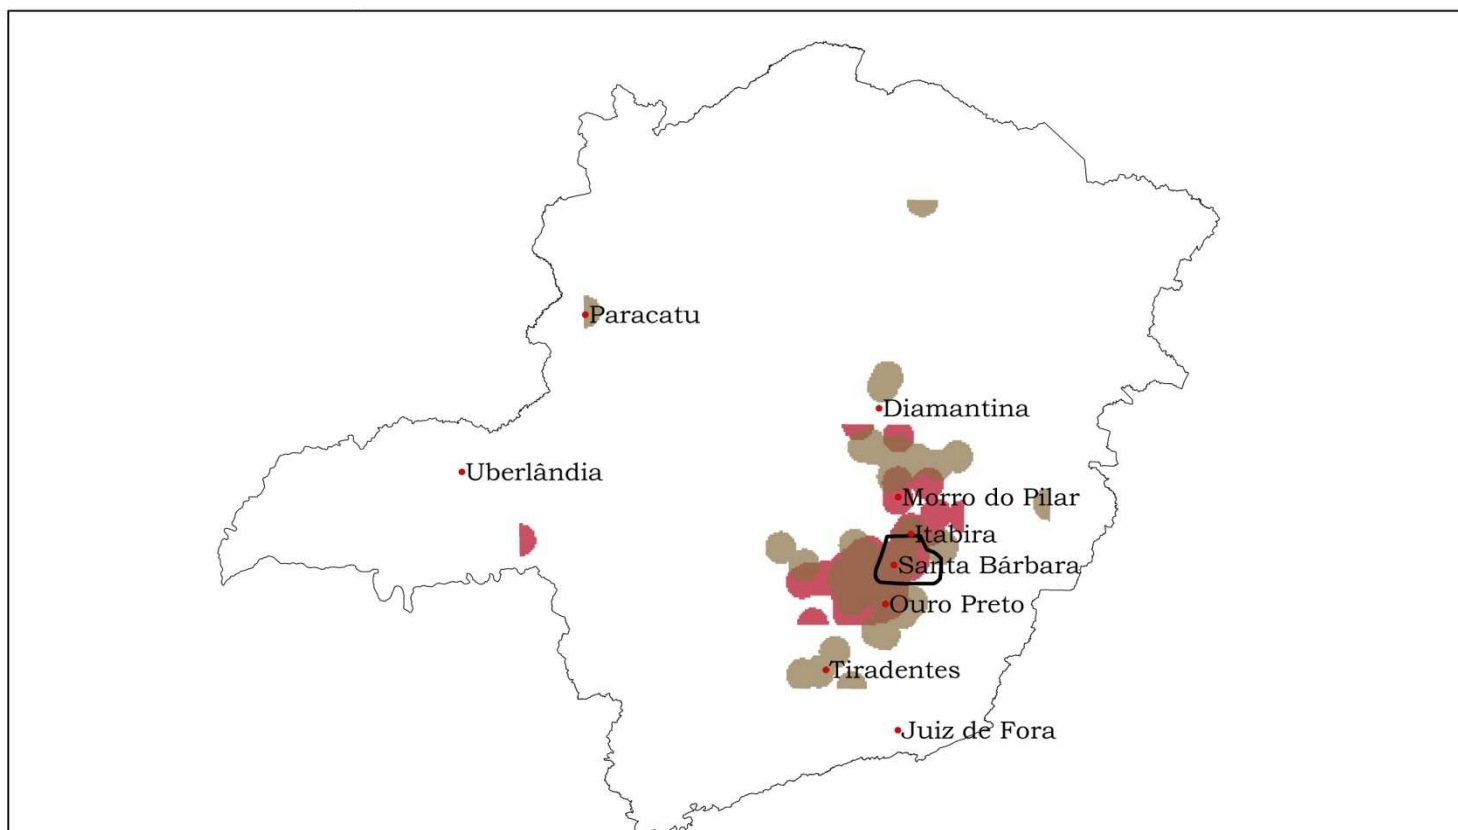 Paracatu
Diamantina
Uberlândia
Morro do Pilar
Itabira
Santa Bárbara
Ouro Preto
Tiradentes
Juiz de Fora